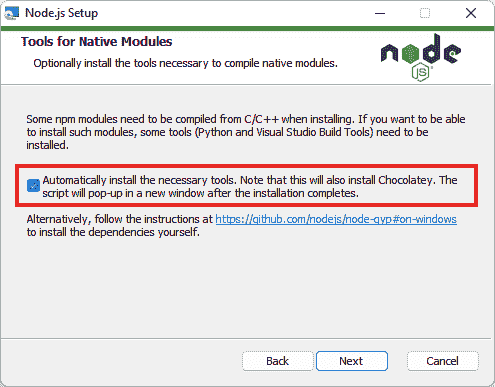 Node.js Setup
Tools for Native Modules
Optionally install the tools necessary to compile native modules.
node
JS
Some npm modules need to be compiled from C/C++ when installing. If you want to be able
to install such modules, some tools (Python and Visual Studio Build Tools) need to be
installed.
Automatically install the necessary tools. Note that this will also install Chocolatey. The
script will pop-up in a new window after the installation completes.
Alternatively, follow the instructions at https://github.com/nodejs/node-gyp#on-windows
to install the dependencies yourself.
Back
Next
Cancel